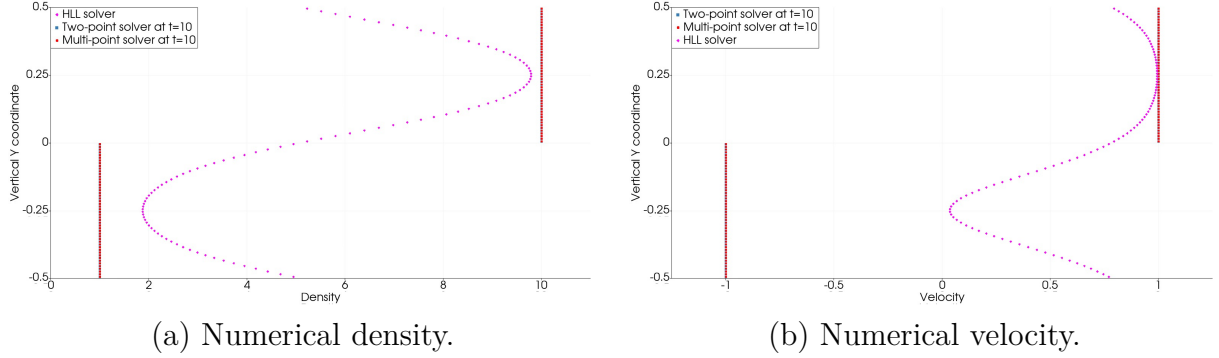 HLL solver
Two-point solver at t=10
Multi-point solver at t=10
Vertical Y coordinate
0.5
0.25
0
-0.25
-0.5
0 2 4 6 8 10
Density
(a) Numerical density.
Two-point solver at t=10
Multi-point solver at t=10
HLL solver
Vertical Y coordinate
0.5
0.25
0
-0.25
-0.5
-1 -0.5 0 0.5 1
Velocity
(b) Numerical velocity.